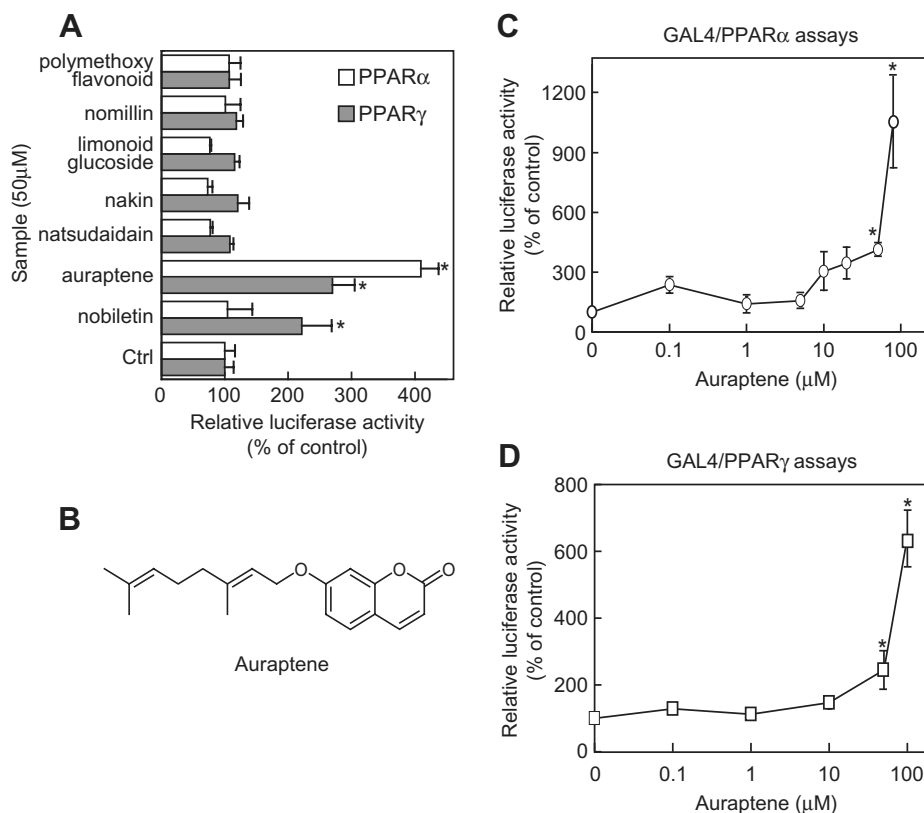 A
Sample (50μM)
polymethoxy
flavonoid
nomillin
limonoid
glucoside
nakin
natsudaidain
auraptene
nobiletin
Ctrl
PPARα
PPARγ
*
*
*
0 100 200 300 400
Relative luciferase activity
(% of control)
B
O
O
O
Auraptene
C
GAL4/PPARα assays
Relative luciferase activity
(% of control)
1200
900
600
300
0
*
*
0 0.1 1 10 100
Auraptene (μM)
D
GAL4/PPARγ assays
Relative luciferase activity
(% of control)
800
600
400
200
0
*
*
0 0.1 1 10 100
Auraptene (μM)